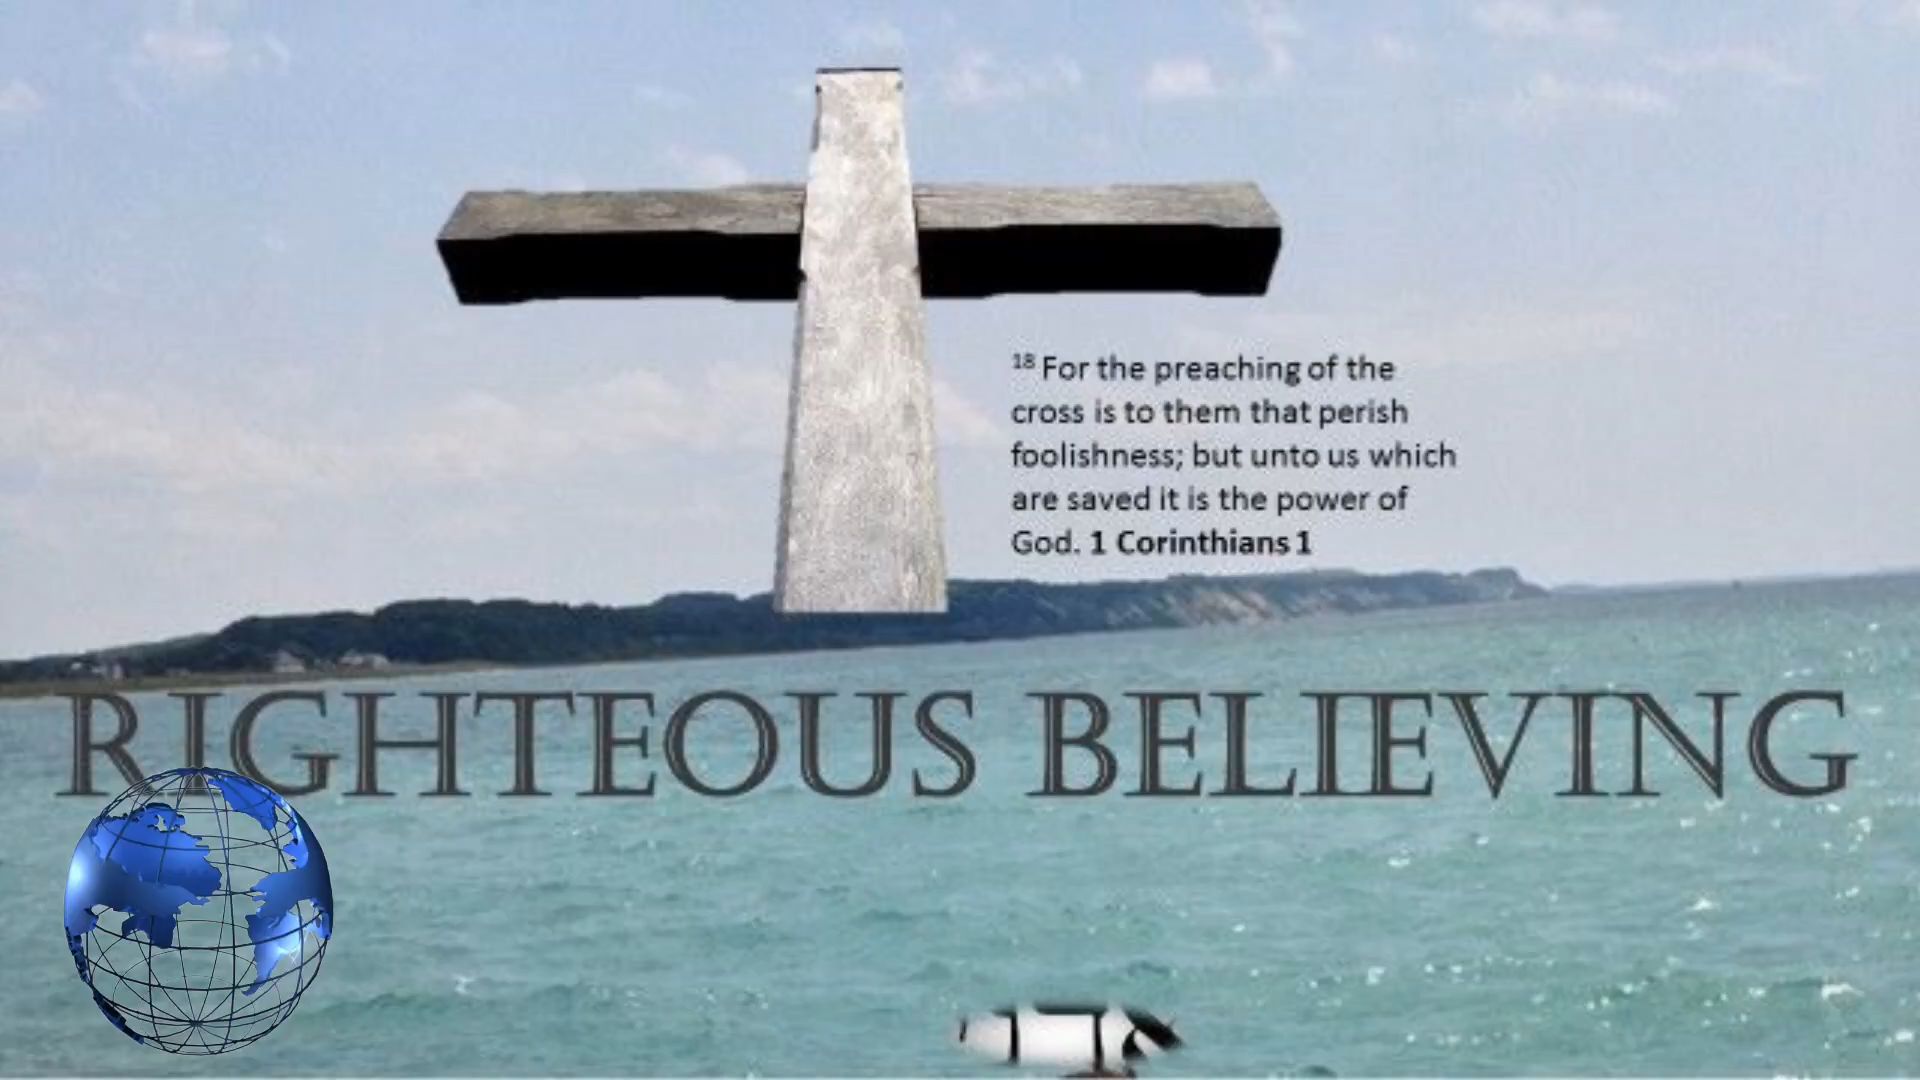 18 For the preaching of the
cross is to them that perish
foolishness; but unto us which
are saved it is the power of
God. 1 Corinthians 1
RIGHTEOUS BELIEVING